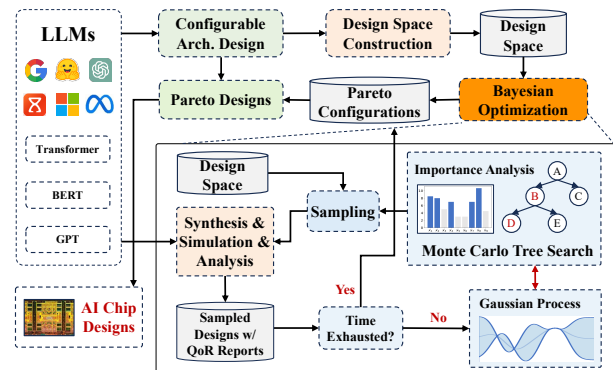 LLMs
Transformer
BERT
GPT
Configurable
Arch. Design
Design Space
Construction
Design
Space
Pareto Designs
Pareto
Configurations
Bayesian
Optimization
Design
Space
Sampling
Importance Analysis
A
B
C
D
E
Monte Carlo Tree Search
Synthesis &
Simulation &
Analysis
AI Chip
Designs
Sampled Designs w/
QoR Reports
Yes
Time
Exhausted?
No
Gaussian Process